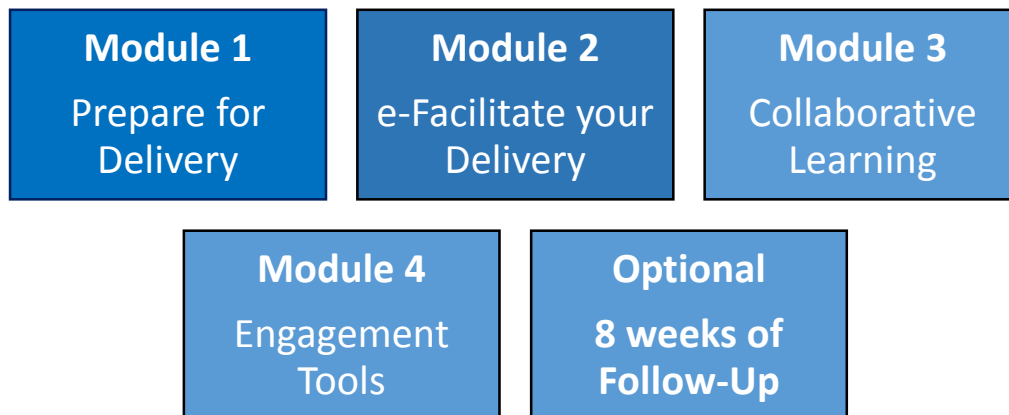 Module 1
Prepare for
Delivery
Module 2
e-Facilitate your
Delivery
Module 3
Collaborative
Learning
Module 4
Engagement
Tools
Optional
8 weeks of
Follow-Up